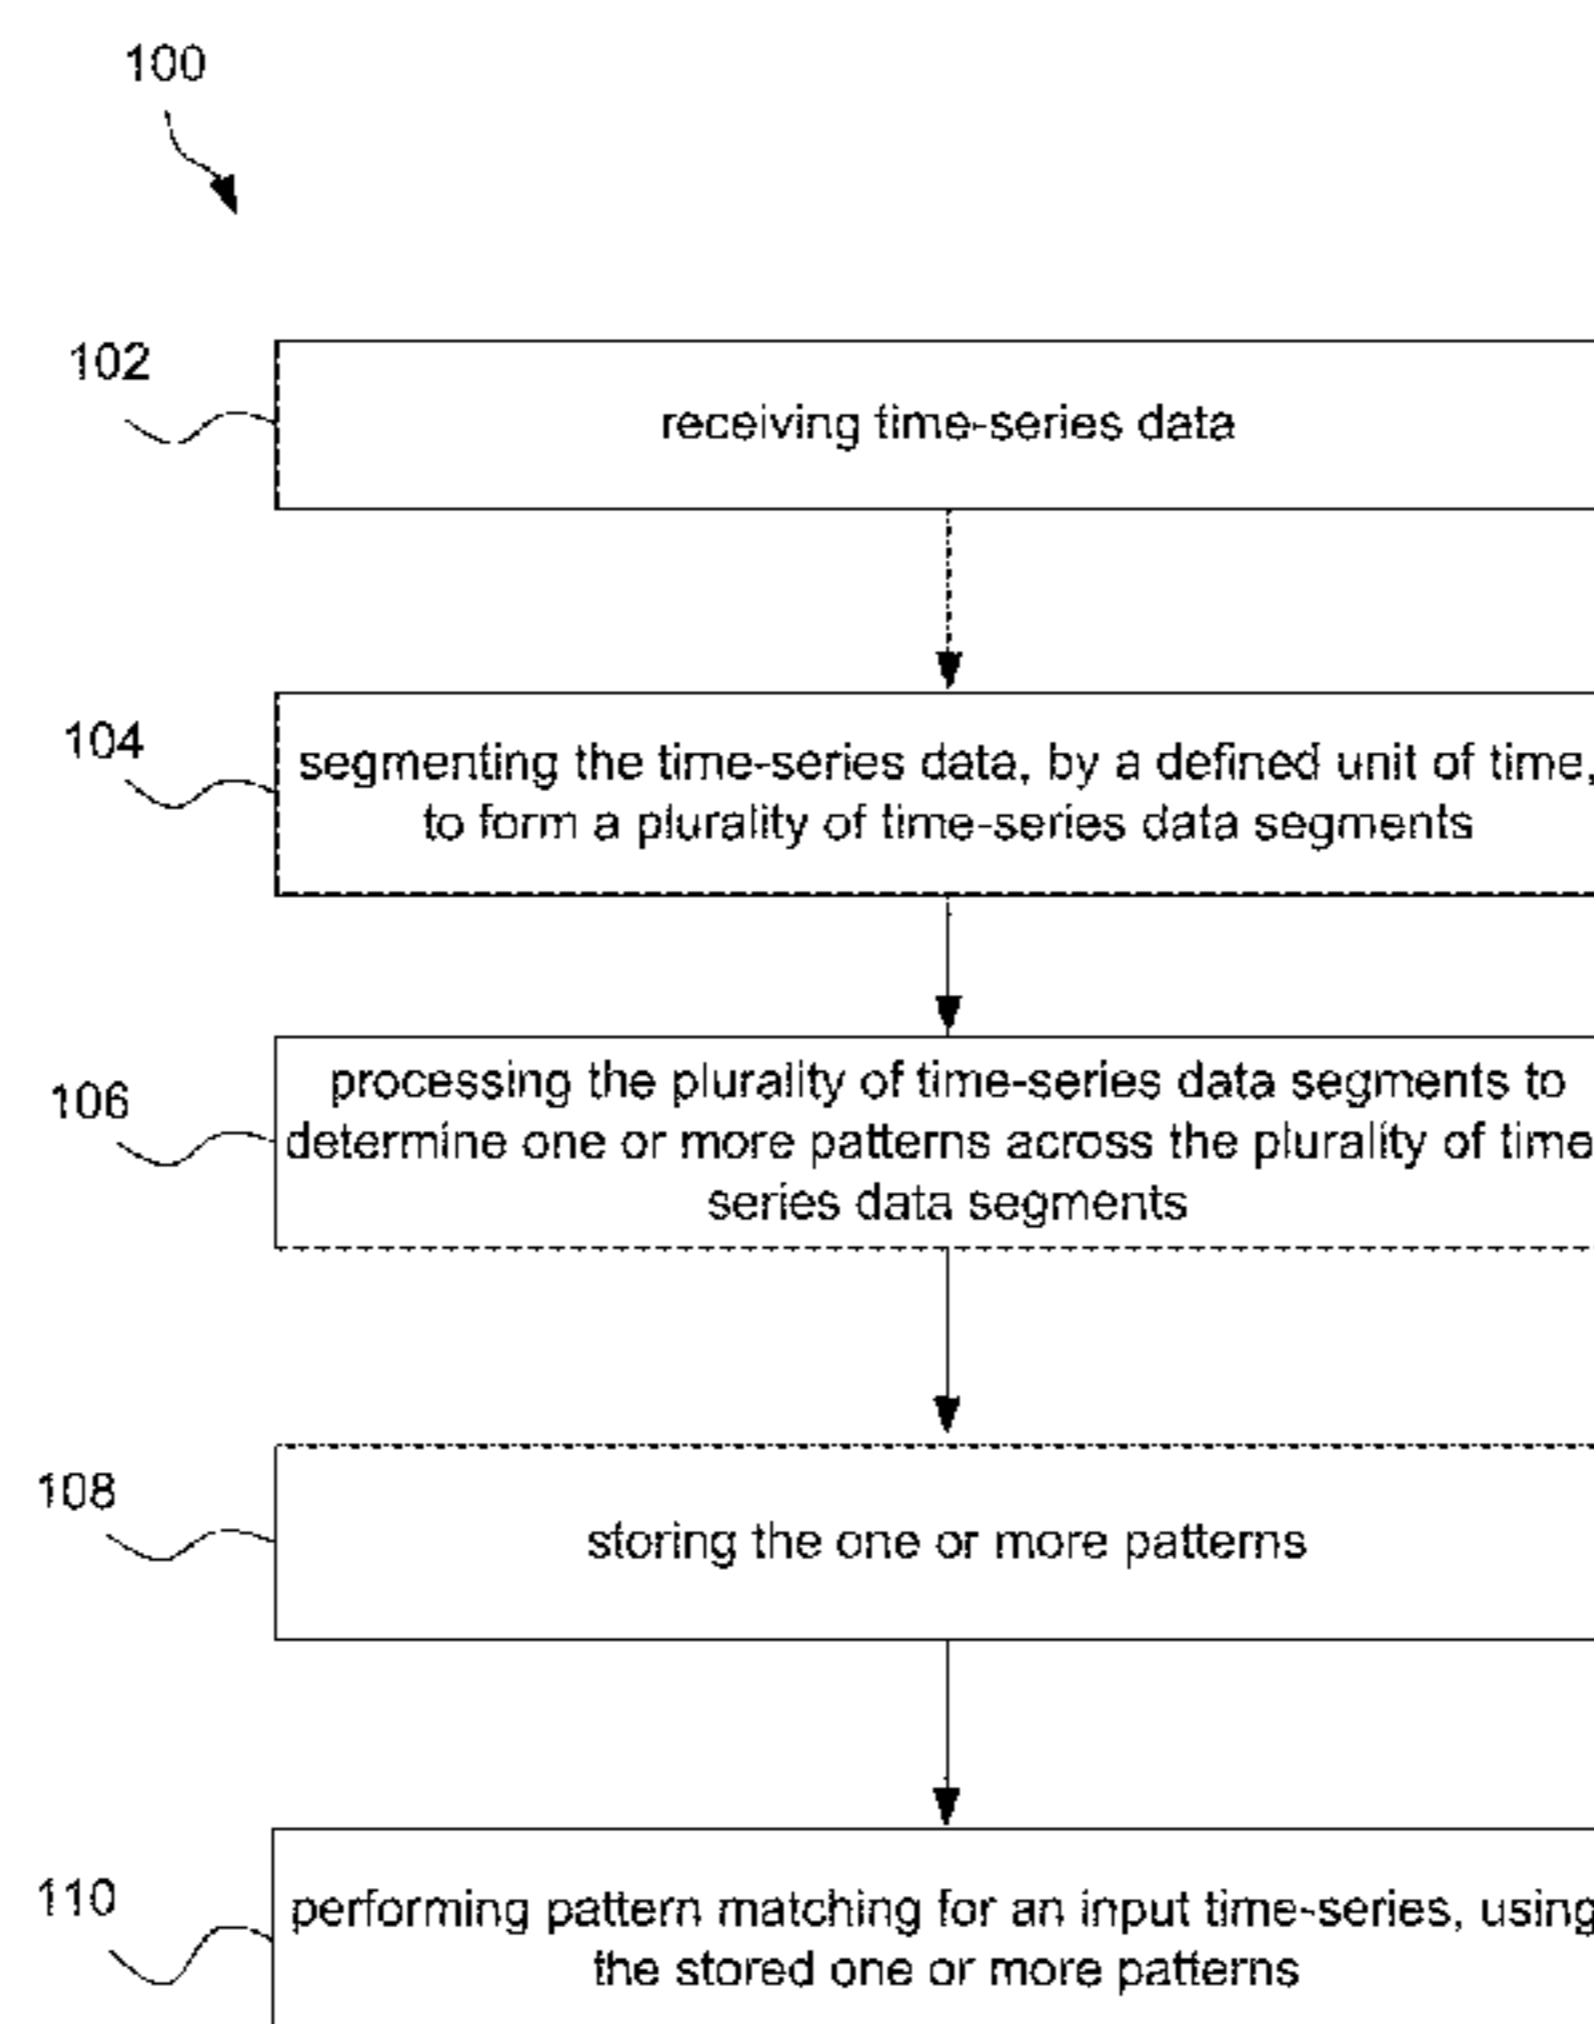 100
102
receiving time-series data
104
segmenting the time-series data, by a defined unit of time,
to form a plurality of time-series data segments
106
processing the plurality of time-series data segments to
determine one or more patterns across the plurality of time
series data segments
108
storing the one or more patterns
110
performing pattern matching for an input time-series, using
the stored one or more patterns